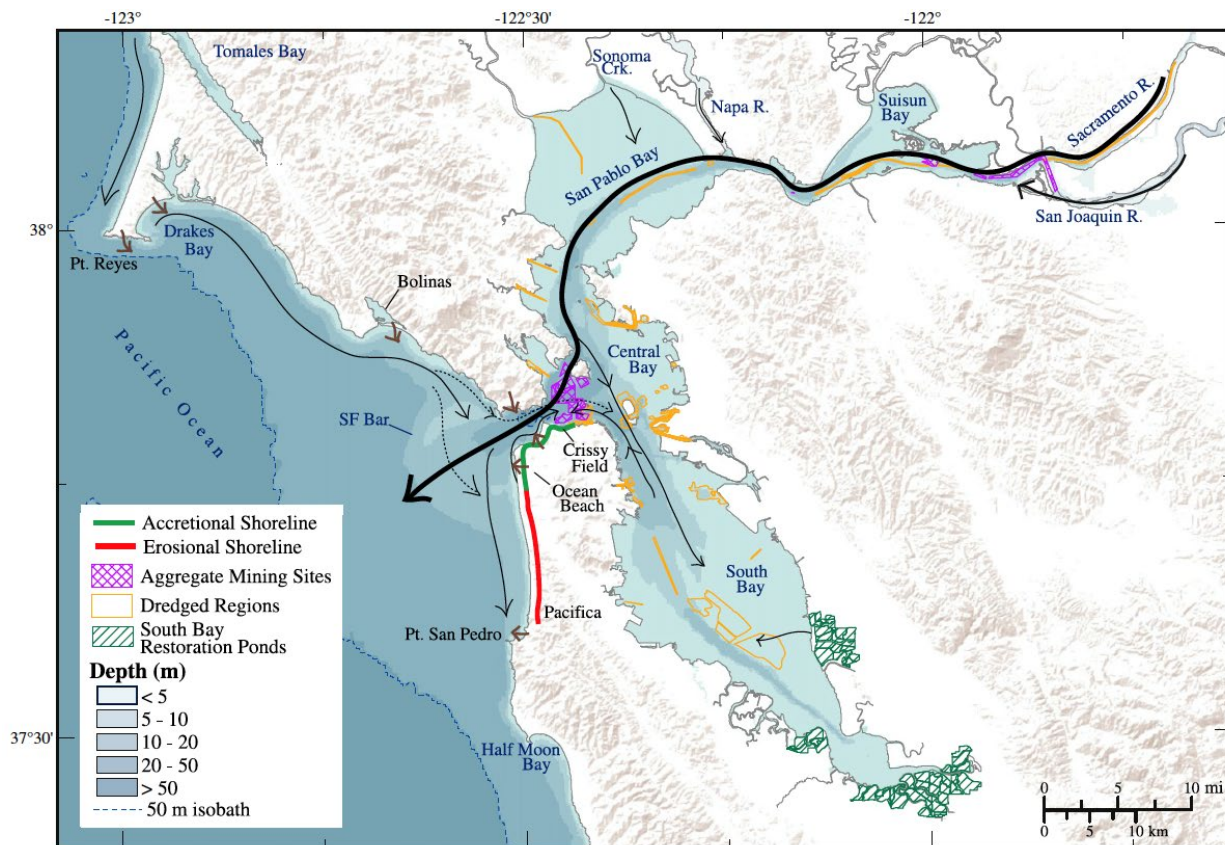 -123°
-122°30'
-122°
Tomales Bay
Sonoma
Crk.
Napa R.
Suisun
Bay
Sacramento R.
San Pablo Bay
San Joaquin R.
38°
Drakes
Bay
Pt. Reyes
Bolinas
Pacific Ocean
Central
Bay
SF Bar
Crissy
Field
Ocean
Beach
South
Bay
Pacifica
Pt. San Pedro
37°30'
Half Moon
Bay
Accretional Shoreline
Erosional Shoreline
Aggregate Mining Sites
Dredged Regions
South Bay
Restoration Ponds
Depth (m)
< 5
5 - 10
10 - 20
20 - 50
> 50
50 m isobath
0 5 10 mi
0 5 10 km